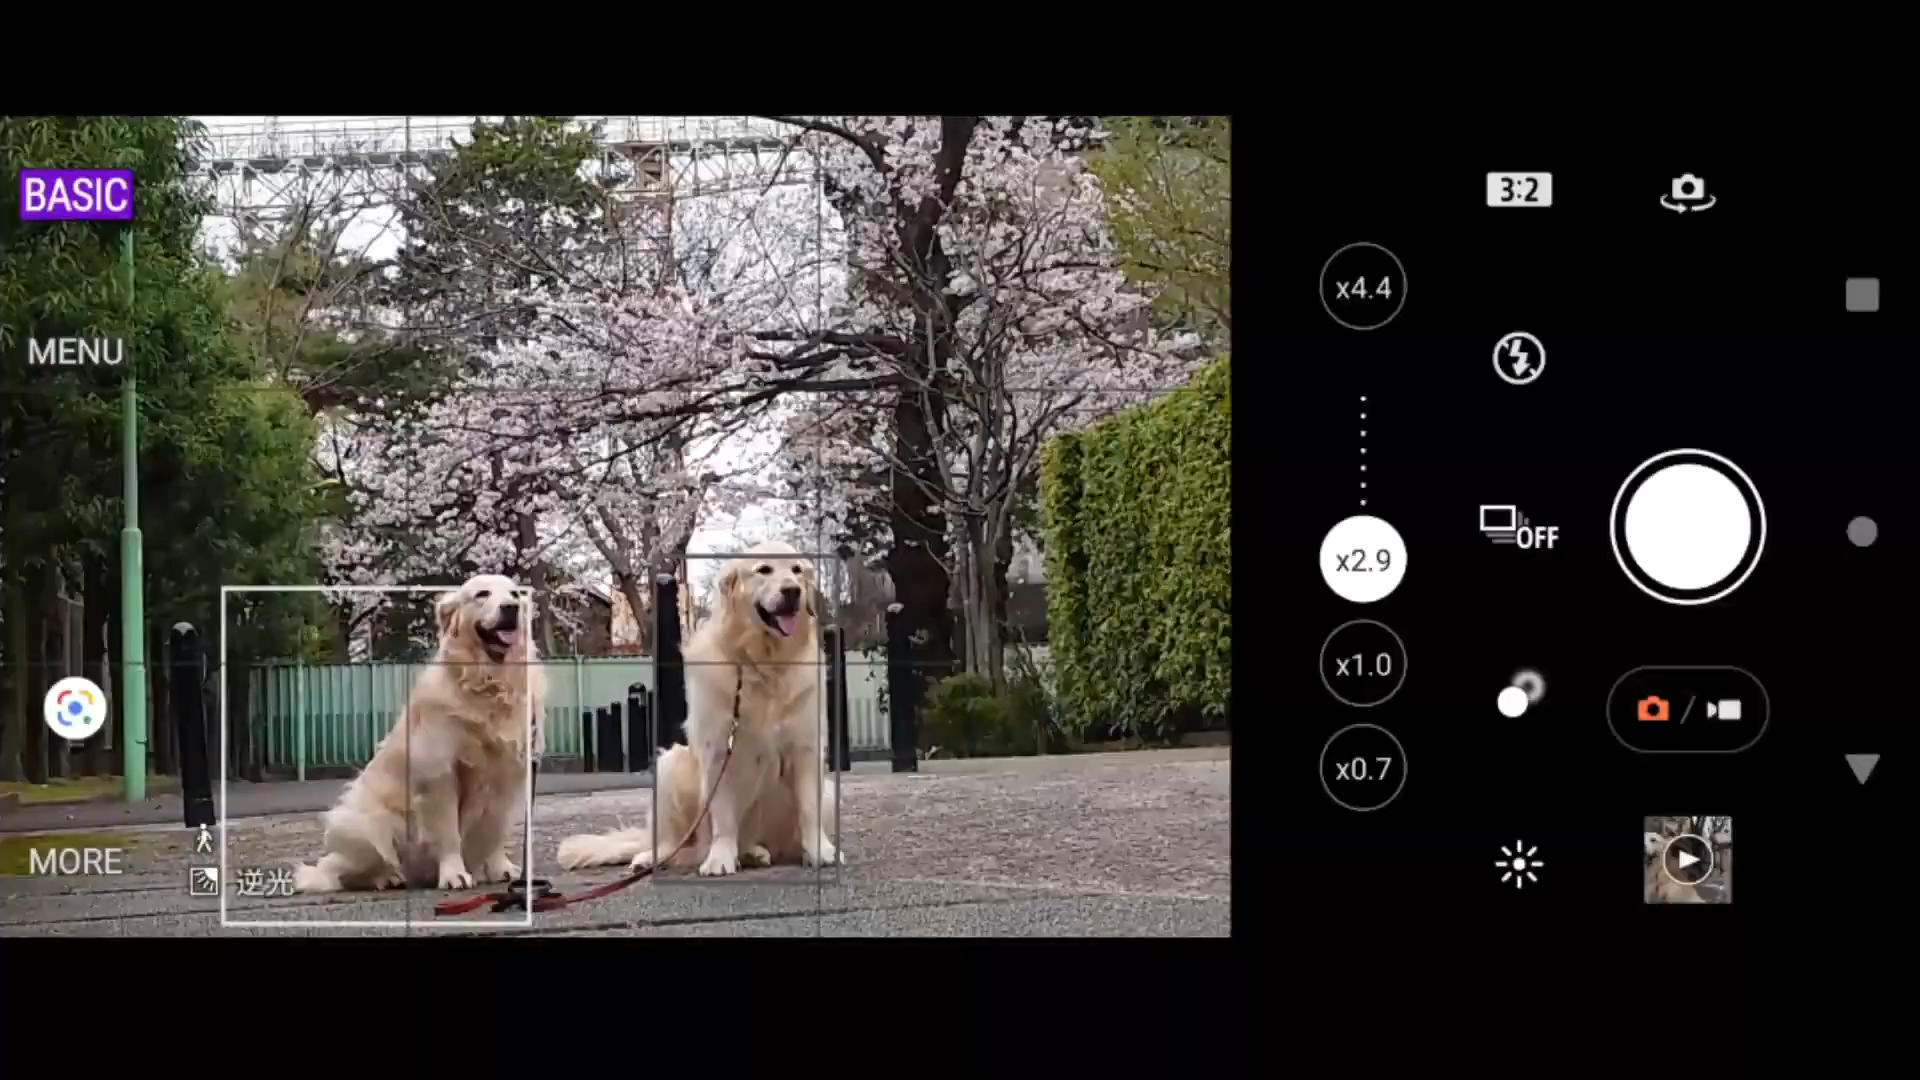 BASIC
MENU
MORE
逆光
3:2
x4.4
x2.9
x1.0
x0.7
OFF